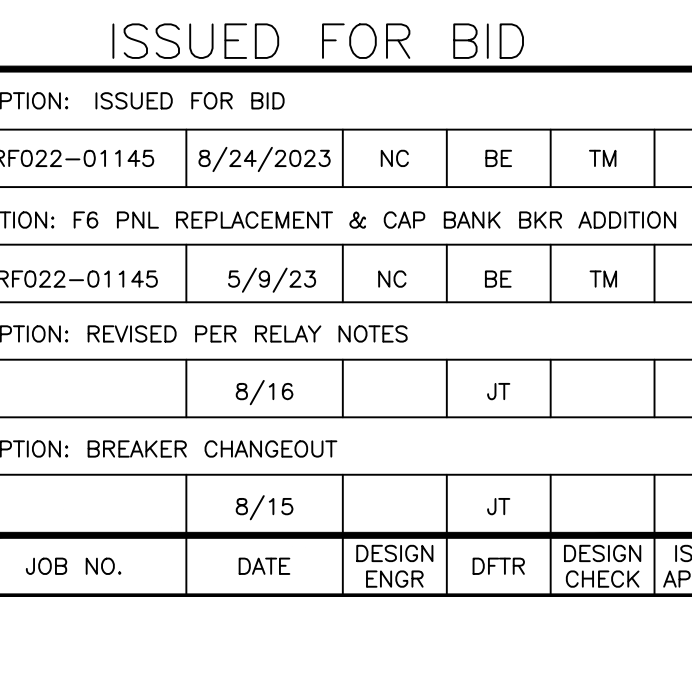 ISSUED FOR BID
PTION: ISSUED FOR BID
RF022-01145 8/24/2023 NC BE TM
TION: F6 PNL REPLACEMENT & CAP BANK BKR ADDITION
RF022-01145 5/9/23 NC BE TM
PTION: REVISED PER RELAY NOTES
8/16 JT
PTION: BREAKER CHANGEOUT
8/15 JT
JOB NO. DATE DESIGN ENGR DFTR DESIGN CHECK IS AP